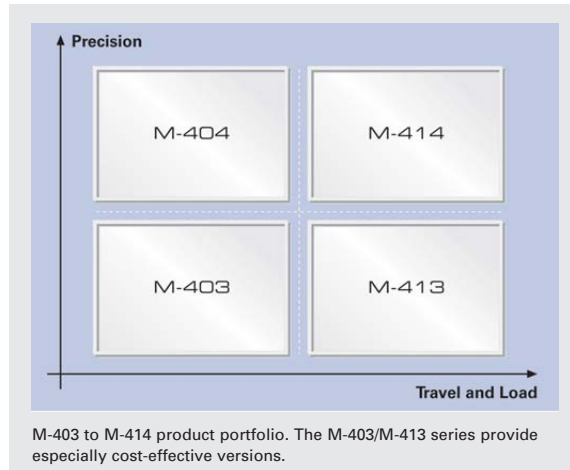 Precision
M-404 M-414
M-403 M-413
Travel and Load
M-403 to M-414 product portfolio. The M-403/M-413 series provide
especially cost-effective versions.